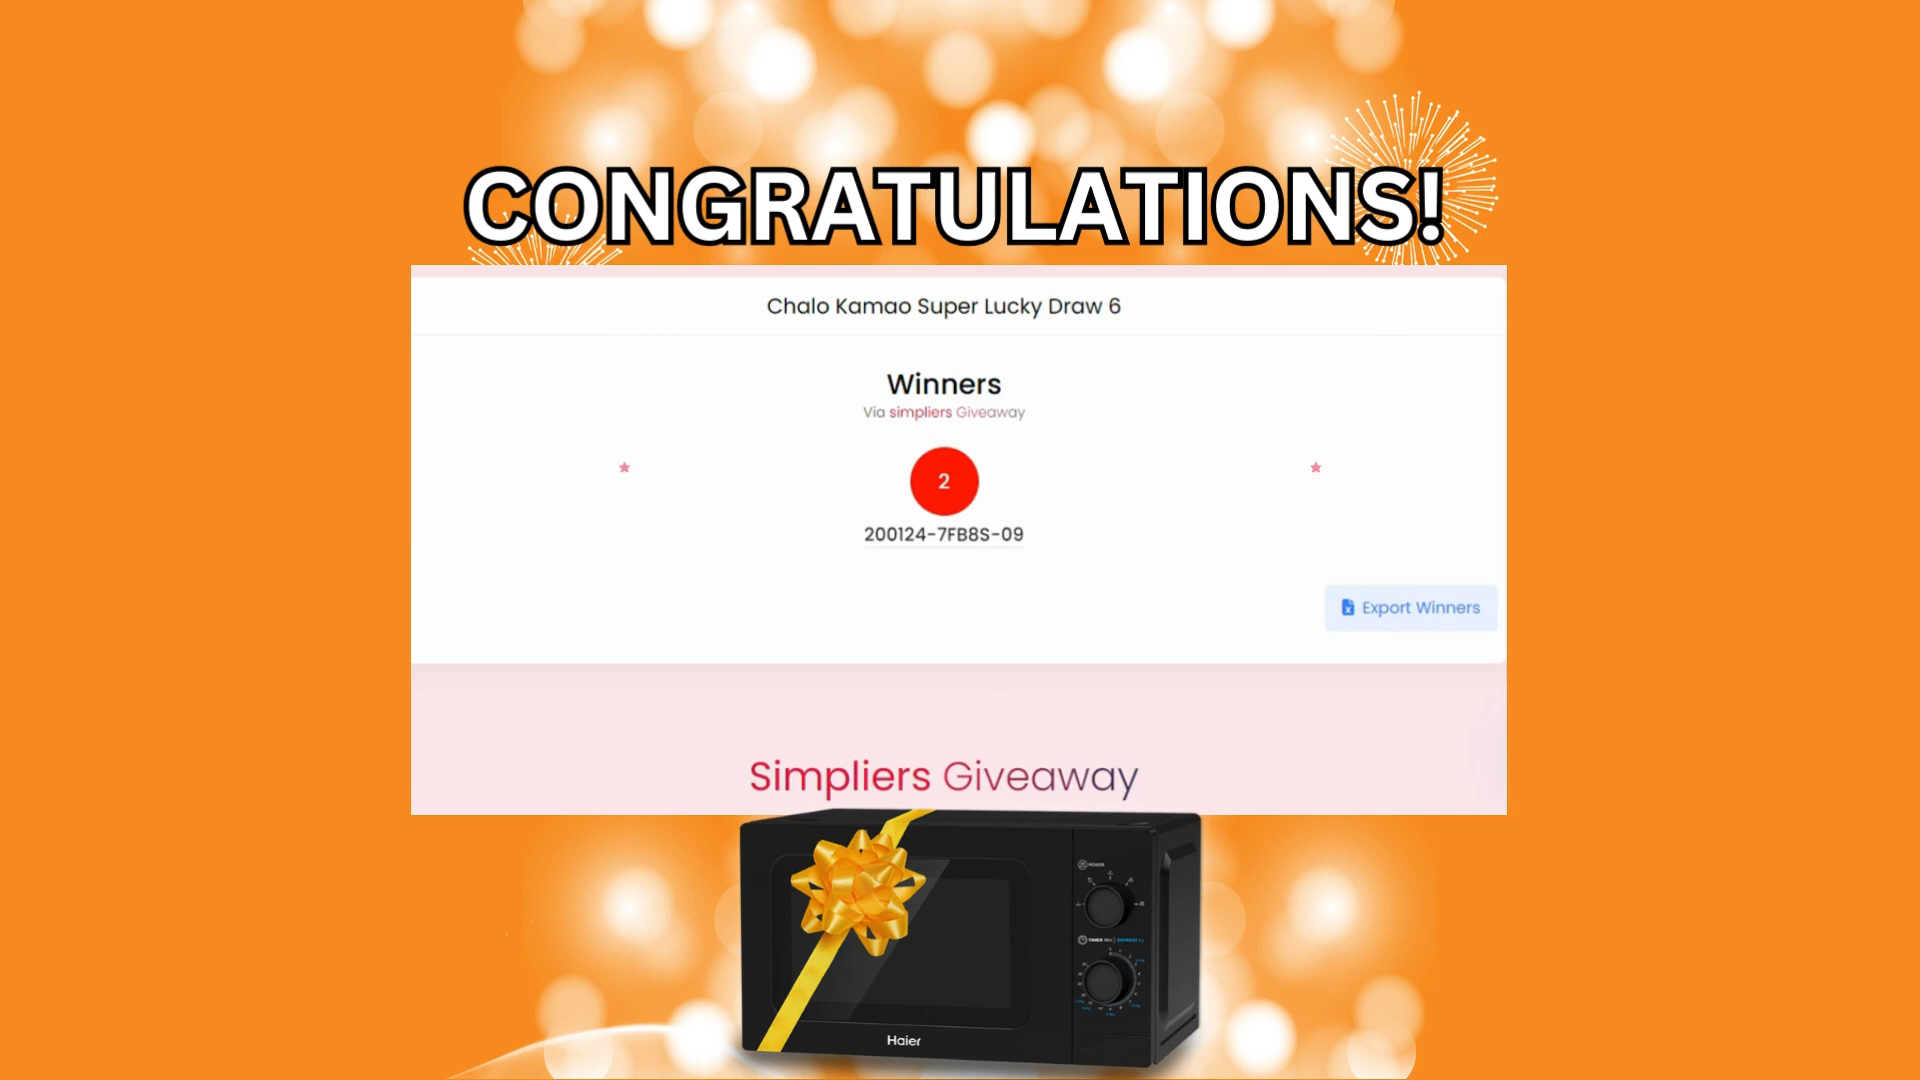 CONGRATULATIONS!
Chalo Kamao Super Lucky Draw 6
Winners
Via simpliers Giveaway
2
200124-7FB8S-09
Export Winners
Simpliers Giveaway
POWER
Haier